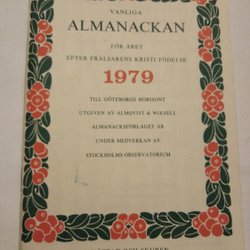 VANLIGA
ALMANACKAN
FÖR ÅRET
EFTER FRÄLSARENS KRISTI FÖDELSE
1979
TILL GÖTEBORGS HORISONT
UTGIVEN AV ALMQVIST & WIKSELL
ALMANACKSFÖRLAGET AB
UNDER MEDVERKAN AV
STOCKHOLMS OBSERVATORIUM